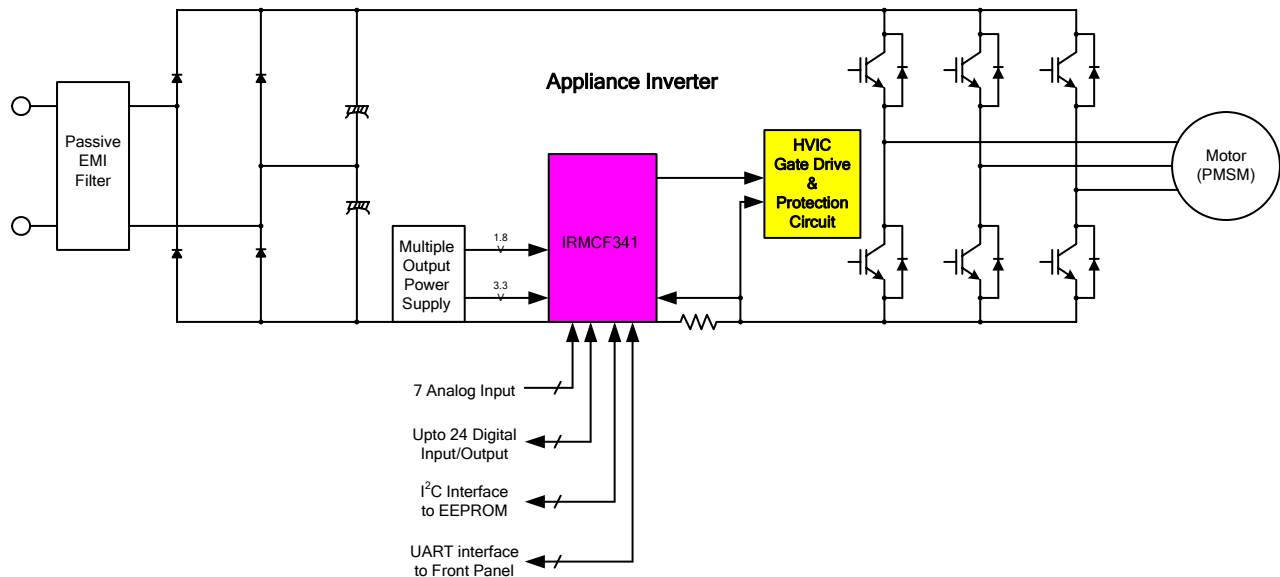 Appliance Inverter
Passive
EMI
Filter
HVIC
Gate Drive
&
Protection
Circuit
Motor
(PMSM)
IRMCF341
Multiple
Output
Power
Supply
1.8
V
3.3
V
7 Analog Input
Upto 24 Digital
Input/Output
I²C Interface
to EEPROM
UART interface
to Front Panel